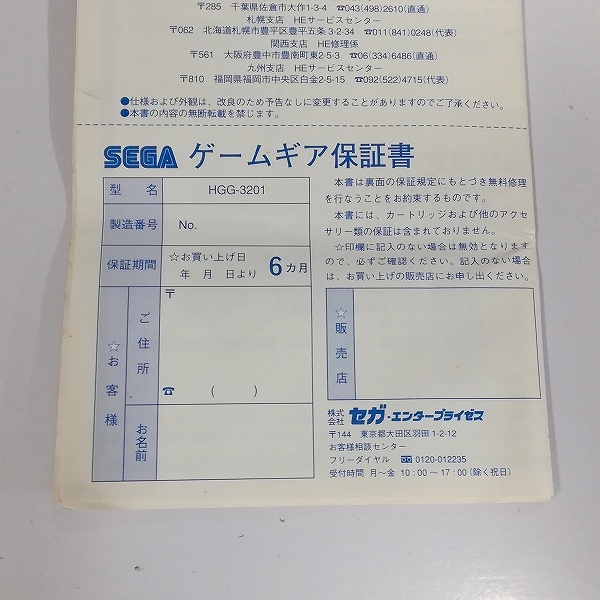 〒285 千葉県佐倉市大作1-3-4 ☎043(498)2610(直通)
札幌支店 HEサービスセンター
〒062 北海道札幌市豊平区豊平五条3-2-34 ☎011(841)0248(代表)
関西支店 HE修理係
〒561 大阪府豊中市豊南町東2-5-3 ☎06(334)6486(直通)
九州支店 HEサービスセンター
〒810 福岡県福岡市中央区白金2-5-15 ☎092(522)4715(代表)
●仕様および外観は、改良のため予告なしに変更することがありますのでご了承ください。
●本書の内容の無断転載を禁じます。
SEGA ゲームギア保証書
型名 HGG-3201
製造番号 No.
保証期間 ☆お買い上げ日
年 月 日より 6カ月
☆お客様
ご住所 〒
☎ ( )
お名前
本書は裏面の保証規定にもとづき無料修理
を行なうことをお約束するものです。
本書には、カートリッジおよび他のアクセ
サリー類の保証は含まれておりません。
☆印欄に記入のない場合は無効となります
ので、必ずご確認ください。記入のない場合
は、お買い上げの販売店にお申し出ください。
☆販売店
株式会社 セガ・エンタープライゼス
〒144 東京都大田区羽田1-2-12
お客様相談センター
フリーダイヤル 0120-012235
受付時間 月〜金 10:00〜17:00(除く祝日)